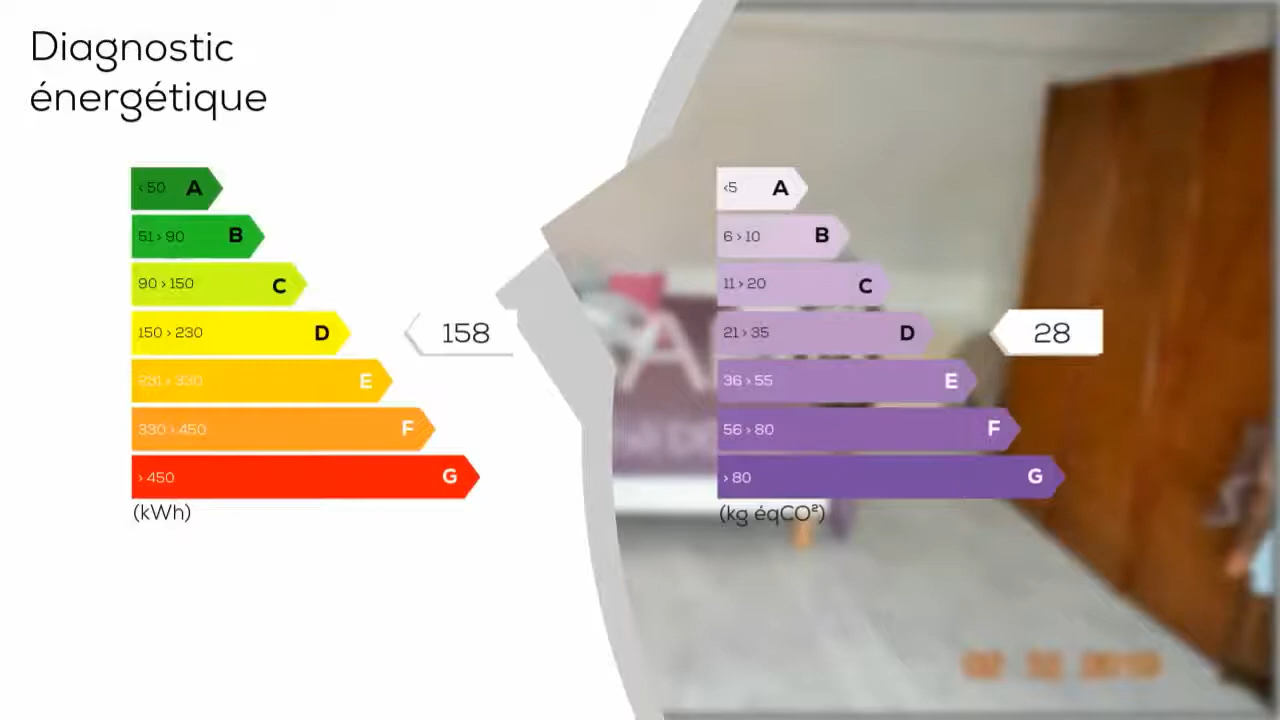 Diagnostic
énergétique
< 50 A
51 > 90 B
90 > 150 C
150 > 230 D
158
231 > 330 E
330 > 450 F
> 450 G
(kWh)
<5 A
6 > 10 B
11 > 20 C
21 > 35 D
28
36 > 55 E
56 > 80 F
> 80 G
(kg éqCO²)